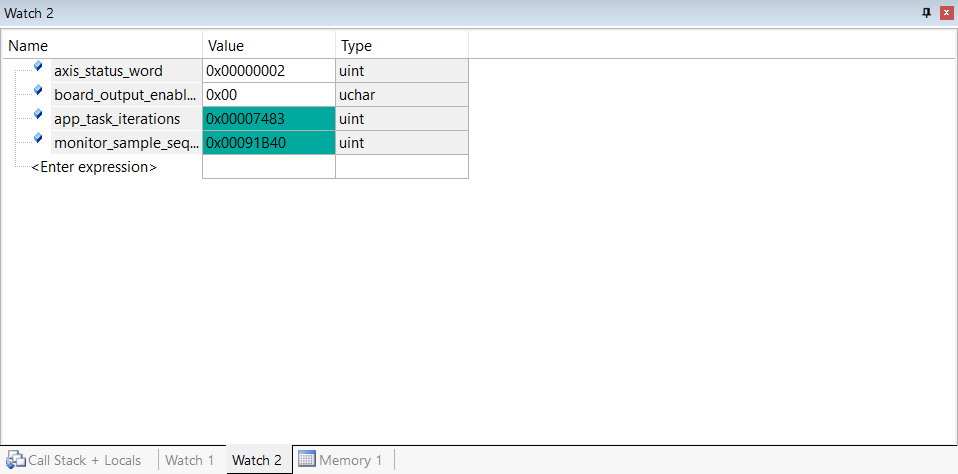 Watch 2
Name Value Type
axis_status_word 0x00000002 uint
board_output_enabl... 0x00 uchar
app_task_iterations 0x00007483 uint
monitor_sample_seq... 0x00091B40 uint
<Enter expression>
Call Stack + Locals Watch 1 Watch 2 Memory 1